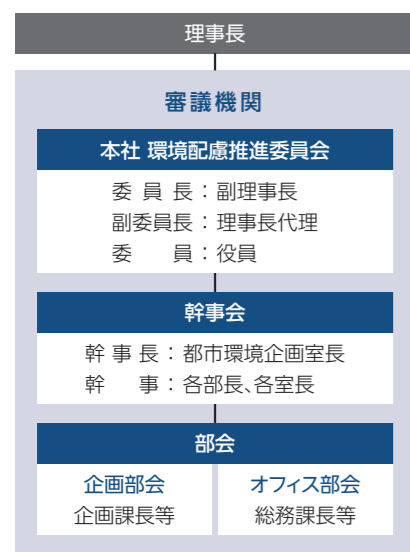 理事長
審議機関
本社 環境配慮推進委員会
委員長：副理事長
副委員長：理事長代理
委　　員：役員
幹事会
幹事長：都市環境企画室長
幹　　事：各部長、各室長
部会
企画部会
企画課長等
オフィス部会
総務課長等